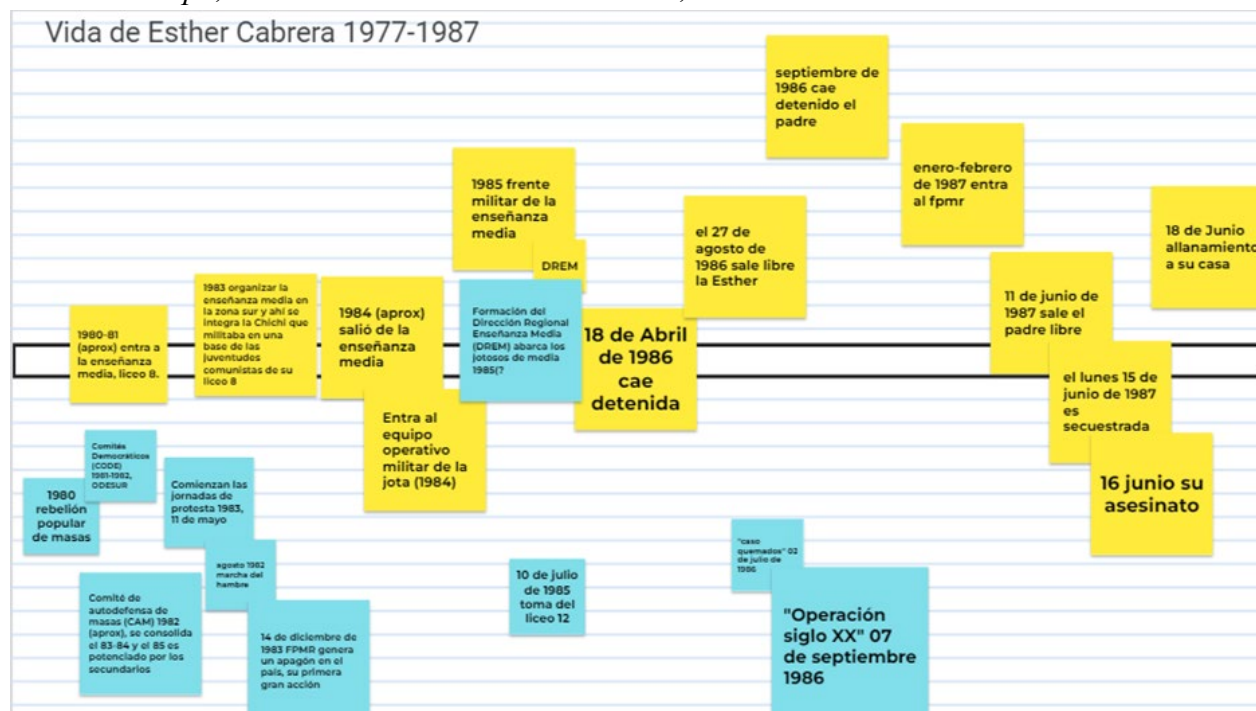 Vida de Esther Cabrera 1977-1987
septiembre de
1986 cae
detenido el
padre
enero-febrero
de 1987 entra
al fpmr
1985 frente
militar de la
enseñanza
media
DREM
el 27 de
agosto de
1986 sale libre
la Esther
18 de Junio
allanamiento
a su casa
1980-81
(aprox) entra a
la enseñanza
media, liceo 8.
1983 organizar la
enseñanza media en
la zona sur y ahí se
integra la Chichi que
militaba en una
base de las
juventudes
comunistas de su
liceo 8
1984 (aprox)
salió de la
enseñanza
media
Formación del
Dirección Regional
Enseñanza Media
(DREM) abarca los
jotosos de media
1985(?
18 de Abril
de 1986
cae
detenida
11 de junio de
1987 sale el
padre libre
el lunes 15 de
junio de 1987
es
secuestrada
Entra al
equipo
operativo
militar de la
jota (1984)
16 junio su
asesinato
Comités
Democráticos
(CODE)
1981-1982,
ODESUR
1980
rebelión
popular
de masas
Comienzan las
jornadas de
protesta 1983,
11 de mayo
agosto 1982
marcha del
hambre
Comité de
autodefensa de
masas (CAM) 1982
(aprox), se consolida
el 83-84 y el 85 es
potenciado por los
secundarios
14 de diciembre de
1983 FPMR genera
un apagón en el
país, su primera
gran acción
10 de julio
de 1985
toma del
liceo 12
"caso
quemados" 02
de julio de
1986
"Operación
siglo XX" 07
de septiembre
1986